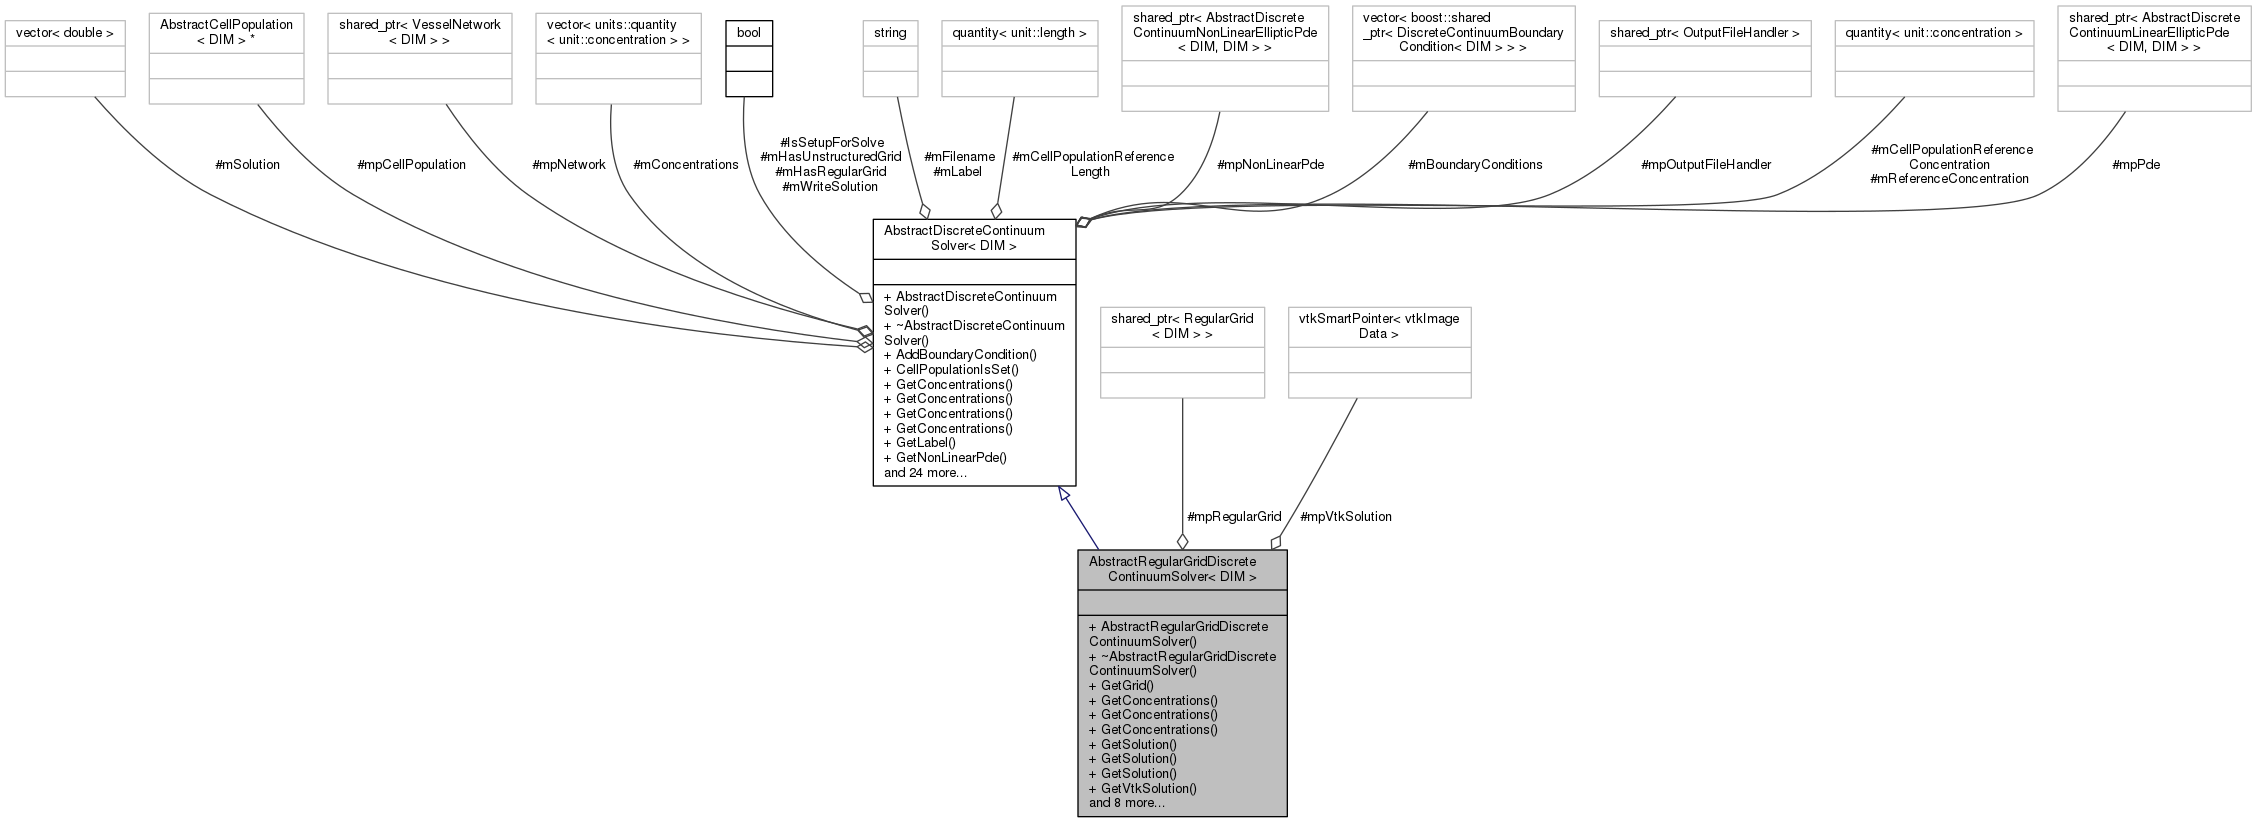 vector< double >
AbstractCellPopulation
< DIM > *
shared_ptr< VesselNetwork
< DIM > >
vector< units::quantity
< unit::concentration > >
bool
string
quantity< unit::length >
shared_ptr< AbstractDiscrete
ContinuumNonLinearEllipticPde
< DIM, DIM > >
vector< boost::shared
_ptr< DiscreteContinuumBoundary
Condition< DIM > > >
shared_ptr< OutputFileHandler >
quantity< unit::concentration >
shared_ptr< AbstractDiscrete
ContinuumLinearEllipticPde
< DIM, DIM > >
#mSolution
#mpCellPopulation
#mpNetwork
#mConcentrations
#IsSetupForSolve
#mHasUnstructuredGrid
#mHasRegularGrid
#mWriteSolution
#mFilename
#mLabel
#mCellPopulationReference
Length
#mpNonLinearPde
#mBoundaryConditions
#mpOutputFileHandler
#mCellPopulationReference
Concentration
#mReferenceConcentration
#mpPde
AbstractDiscreteContinuum
Solver< DIM >
+ AbstractDiscreteContinuum
Solver()
+ ~AbstractDiscreteContinuum
Solver()
+ AddBoundaryCondition()
+ CellPopulationIsSet()
+ GetConcentrations()
+ GetConcentrations()
+ GetConcentrations()
+ GetConcentrations()
+ GetLabel()
+ GetNonLinearPde()
and 24 more...
shared_ptr< RegularGrid
< DIM > >
vtkSmartPointer< vtkImage
Data >
#mpRegularGrid
#mpVtkSolution
AbstractRegularGridDiscrete
ContinuumSolver< DIM >
+ AbstractRegularGridDiscrete
ContinuumSolver()
+ ~AbstractRegularGridDiscrete
ContinuumSolver()
+ GetGrid()
+ GetConcentrations()
+ GetConcentrations()
+ GetConcentrations()
+ GetSolution()
+ GetSolution()
+ GetSolution()
+ GetVtkSolution()
and 8 more...